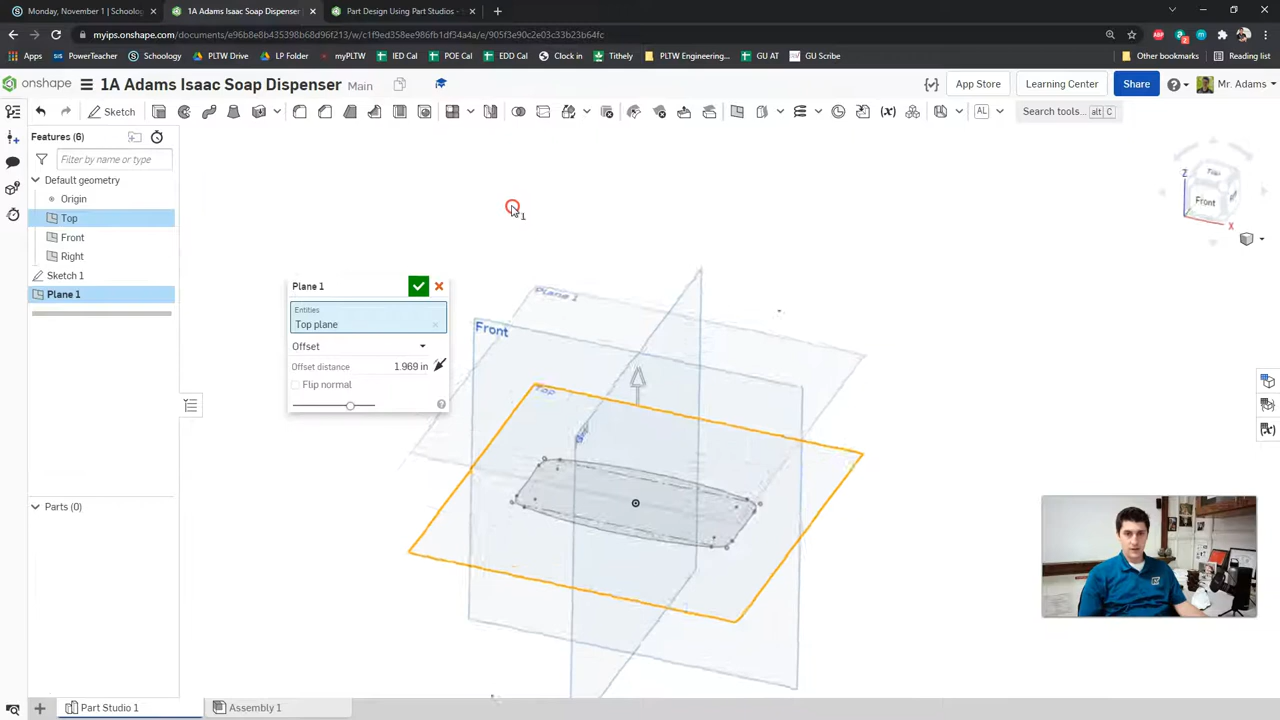 Monday, November 1 | Schoolog
1A Adams Isaac Soap Dispenser
Part Design Using Part Studios -
myips.onshape.com/documents/e96b8e8b435398b68d96f213/w/c1f9ed358ee1986fb1df34a4a/e/905f3e90c2e03c33b23b64fc
Apps
PowerTeacher
Schoology
PLTW Drive
LP Folder
myPLTW
IED Cal
POE Cal
EDD Cal
Clock in
Tithely
PLTW Engineering...
GU AT
GU Scribe
Other bookmarks
Reading list
onshape
1A Adams Isaac Soap Dispenser
Main
App Store
Learning Center
Share
Mr. Adams
Sketch
Search tools...
alt C
Features (6)
Filter by name or type
Default geometry
Origin
Top
Front
Right
Sketch 1
Plane 1
Parts (0)
Plane 1
Entities
Top plane
Offset
Offset distance
1.969 in
Flip normal
Plane 1
Front
Top
1
Z
Front
X
Part Studio 1
Assembly 1